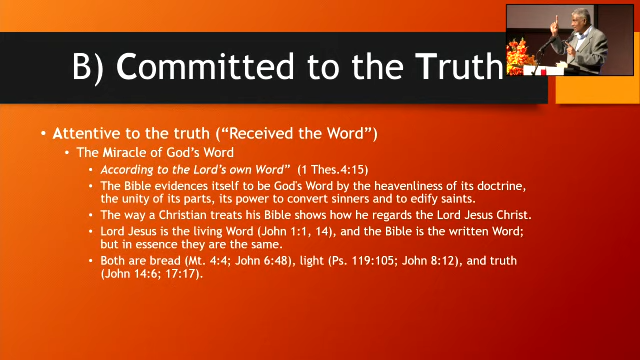 B) Committed to the Truth
• Attentive to the truth (“Received the Word”)
• The Miracle of God’s Word
• According to the Lord’s own Word” (1 Thes.4:15)
• The Bible evidences itself to be God's Word by the heavenliness of its doctrine,
the unity of its parts, its power to convert sinners and to edify saints.
• The way a Christian treats his Bible shows how he regards the Lord Jesus Christ.
• Lord Jesus is the living Word (John 1:1, 14), and the Bible is the written Word;
but in essence they are the same.
• Both are bread (Mt. 4:4; John 6:48), light (Ps. 119:105; John 8:12), and truth
(John 14:6; 17:17).